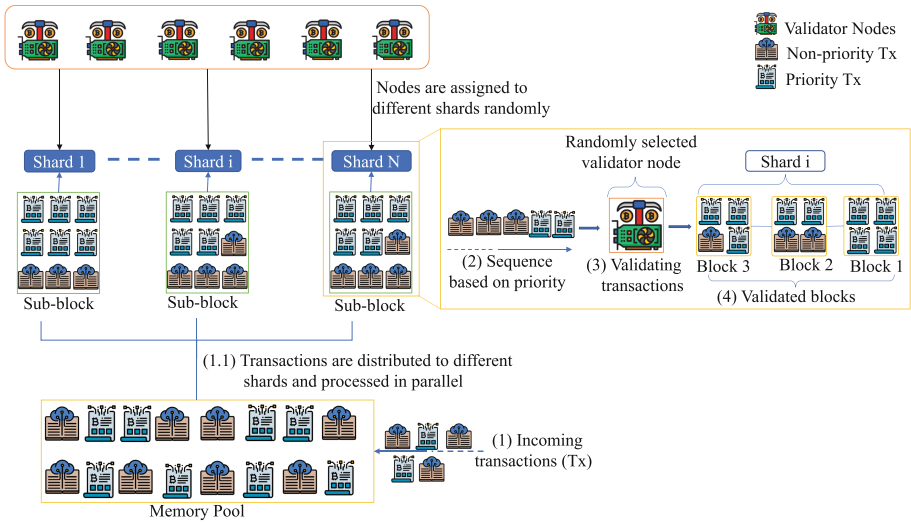 Validator Nodes
Non-priority Tx
Priority Tx
Nodes are assigned to
different shards randomly
Shard 1
Shard i
Shard N
Randomly selected
validator node
Shard i
(2) Sequence
based on priority
(3) Validating
transactions
Block 3
Block 2
Block 1
(4) Validated blocks
Sub-block
Sub-block
Sub-block
(1.1) Transactions are distributed to different
shards and processed in parallel
(1) Incoming
transactions (Tx)
Memory Pool